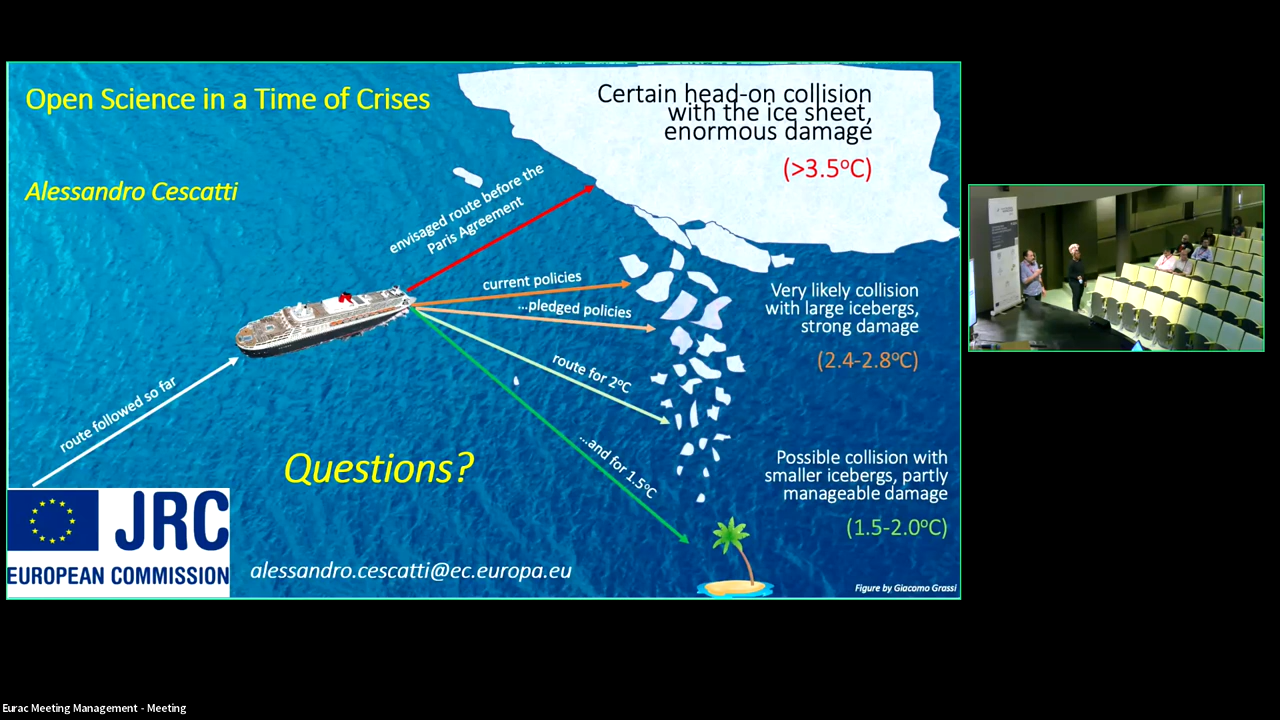 Open Science in a Time of Crises
Alessandro Cescatti
Certain head-on collision
with the ice sheet,
enormous damage
(>3.5ºC)
envisaged route before the
Paris Agreement
current policies
...pledged policies
route for 2ºC
...and for 1.5ºC
route followed so far
Very likely collision
with large icebergs,
strong damage
(2.4-2.8ºC)
Possible collision with
smaller icebergs, partly
manageable damage
(1.5-2.0ºC)
Questions?
JRC
EUROPEAN COMMISSION
alessandro.cescatti@ec.europa.eu
Figure by Giacomo Grassi
Eurac Meeting Management - Meeting